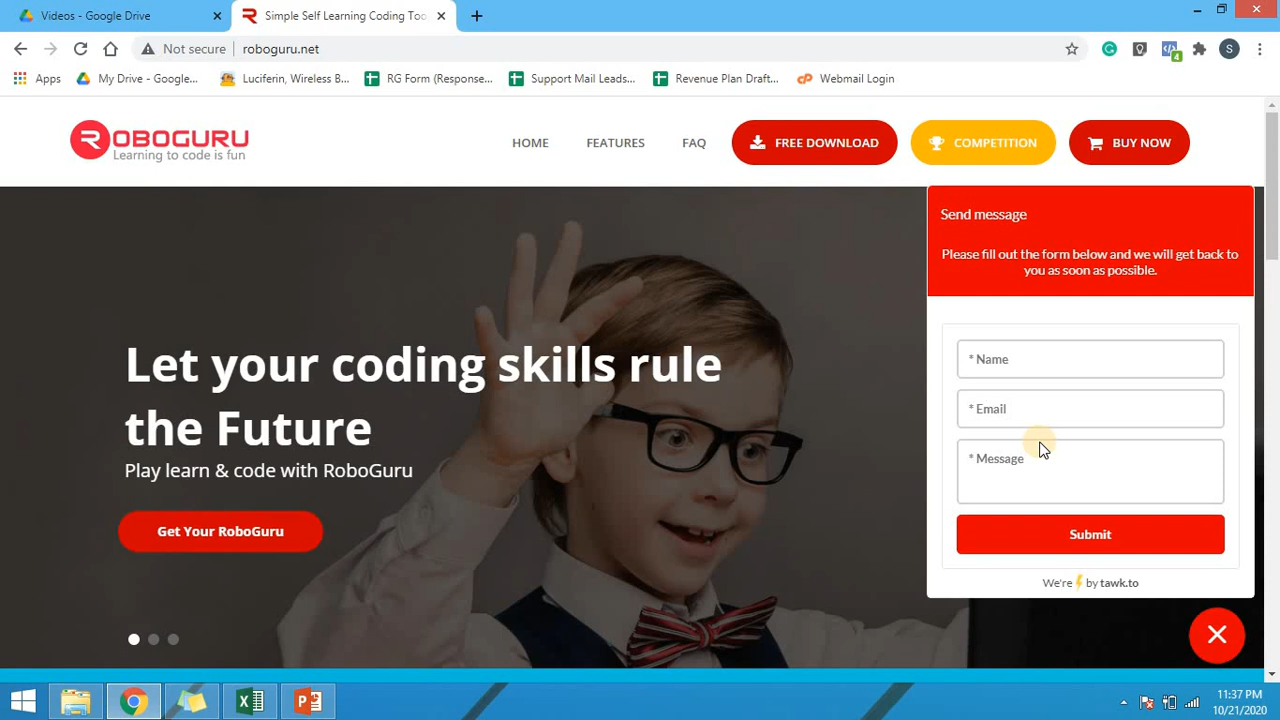 Videos - Google Drive
Simple Self Learning Coding Too
Not secure
roboguru.net
4
S
Apps
My Drive - Google...
Luciferin, Wireless B...
RG Form (Response...
Support Mail Leads...
Revenue Plan Draft...
cP Webmail Login
ROBOGURU
Learning to code is fun
HOME
FEATURES
FAQ
FREE DOWNLOAD
COMPETITION
BUY NOW
Send message
Please fill out the form below and we will get back to
you as soon as possible.
* Name
* Email
* Message
Submit
We're by tawk.to
Let your coding skills rule
the Future
Play learn & code with RoboGuru
Get Your RoboGuru
11:37 PM
10/21/2020